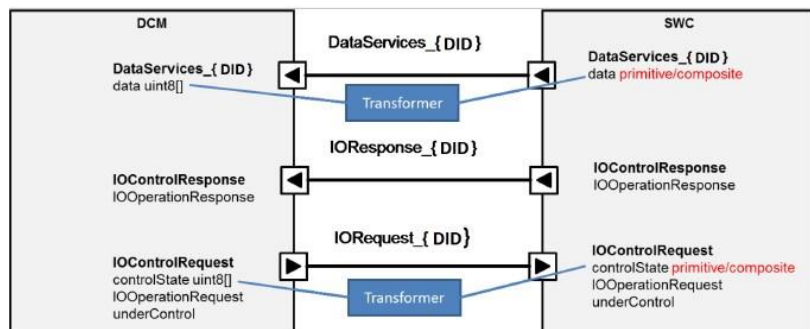 DCM
SWC
DataServices_{DID}
DataServices_{DID}
data uint8[]
DataServices_{DID}
data primitive/composite
Transformer
IOResponse_{DID}
IOControlResponse
IOOperationResponse
IOControlResponse
IOOperationResponse
IORequest_{DID}
IOControlRequest
controlState uint8[]
IOOperationRequest
underControl
IOControlRequest
controlState primitive/composite
IOOperationRequest
underControl
Transformer